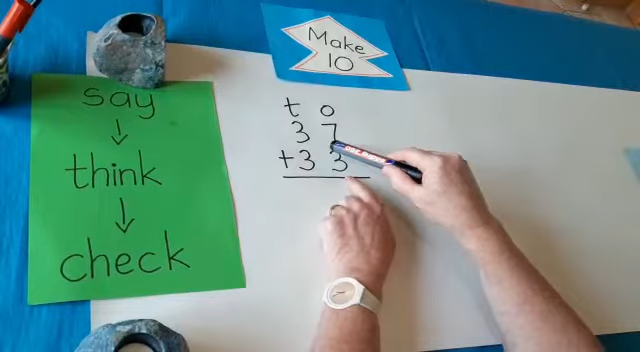 Make
10
say
↓
think
↓
check
t o
3 7
+3 3